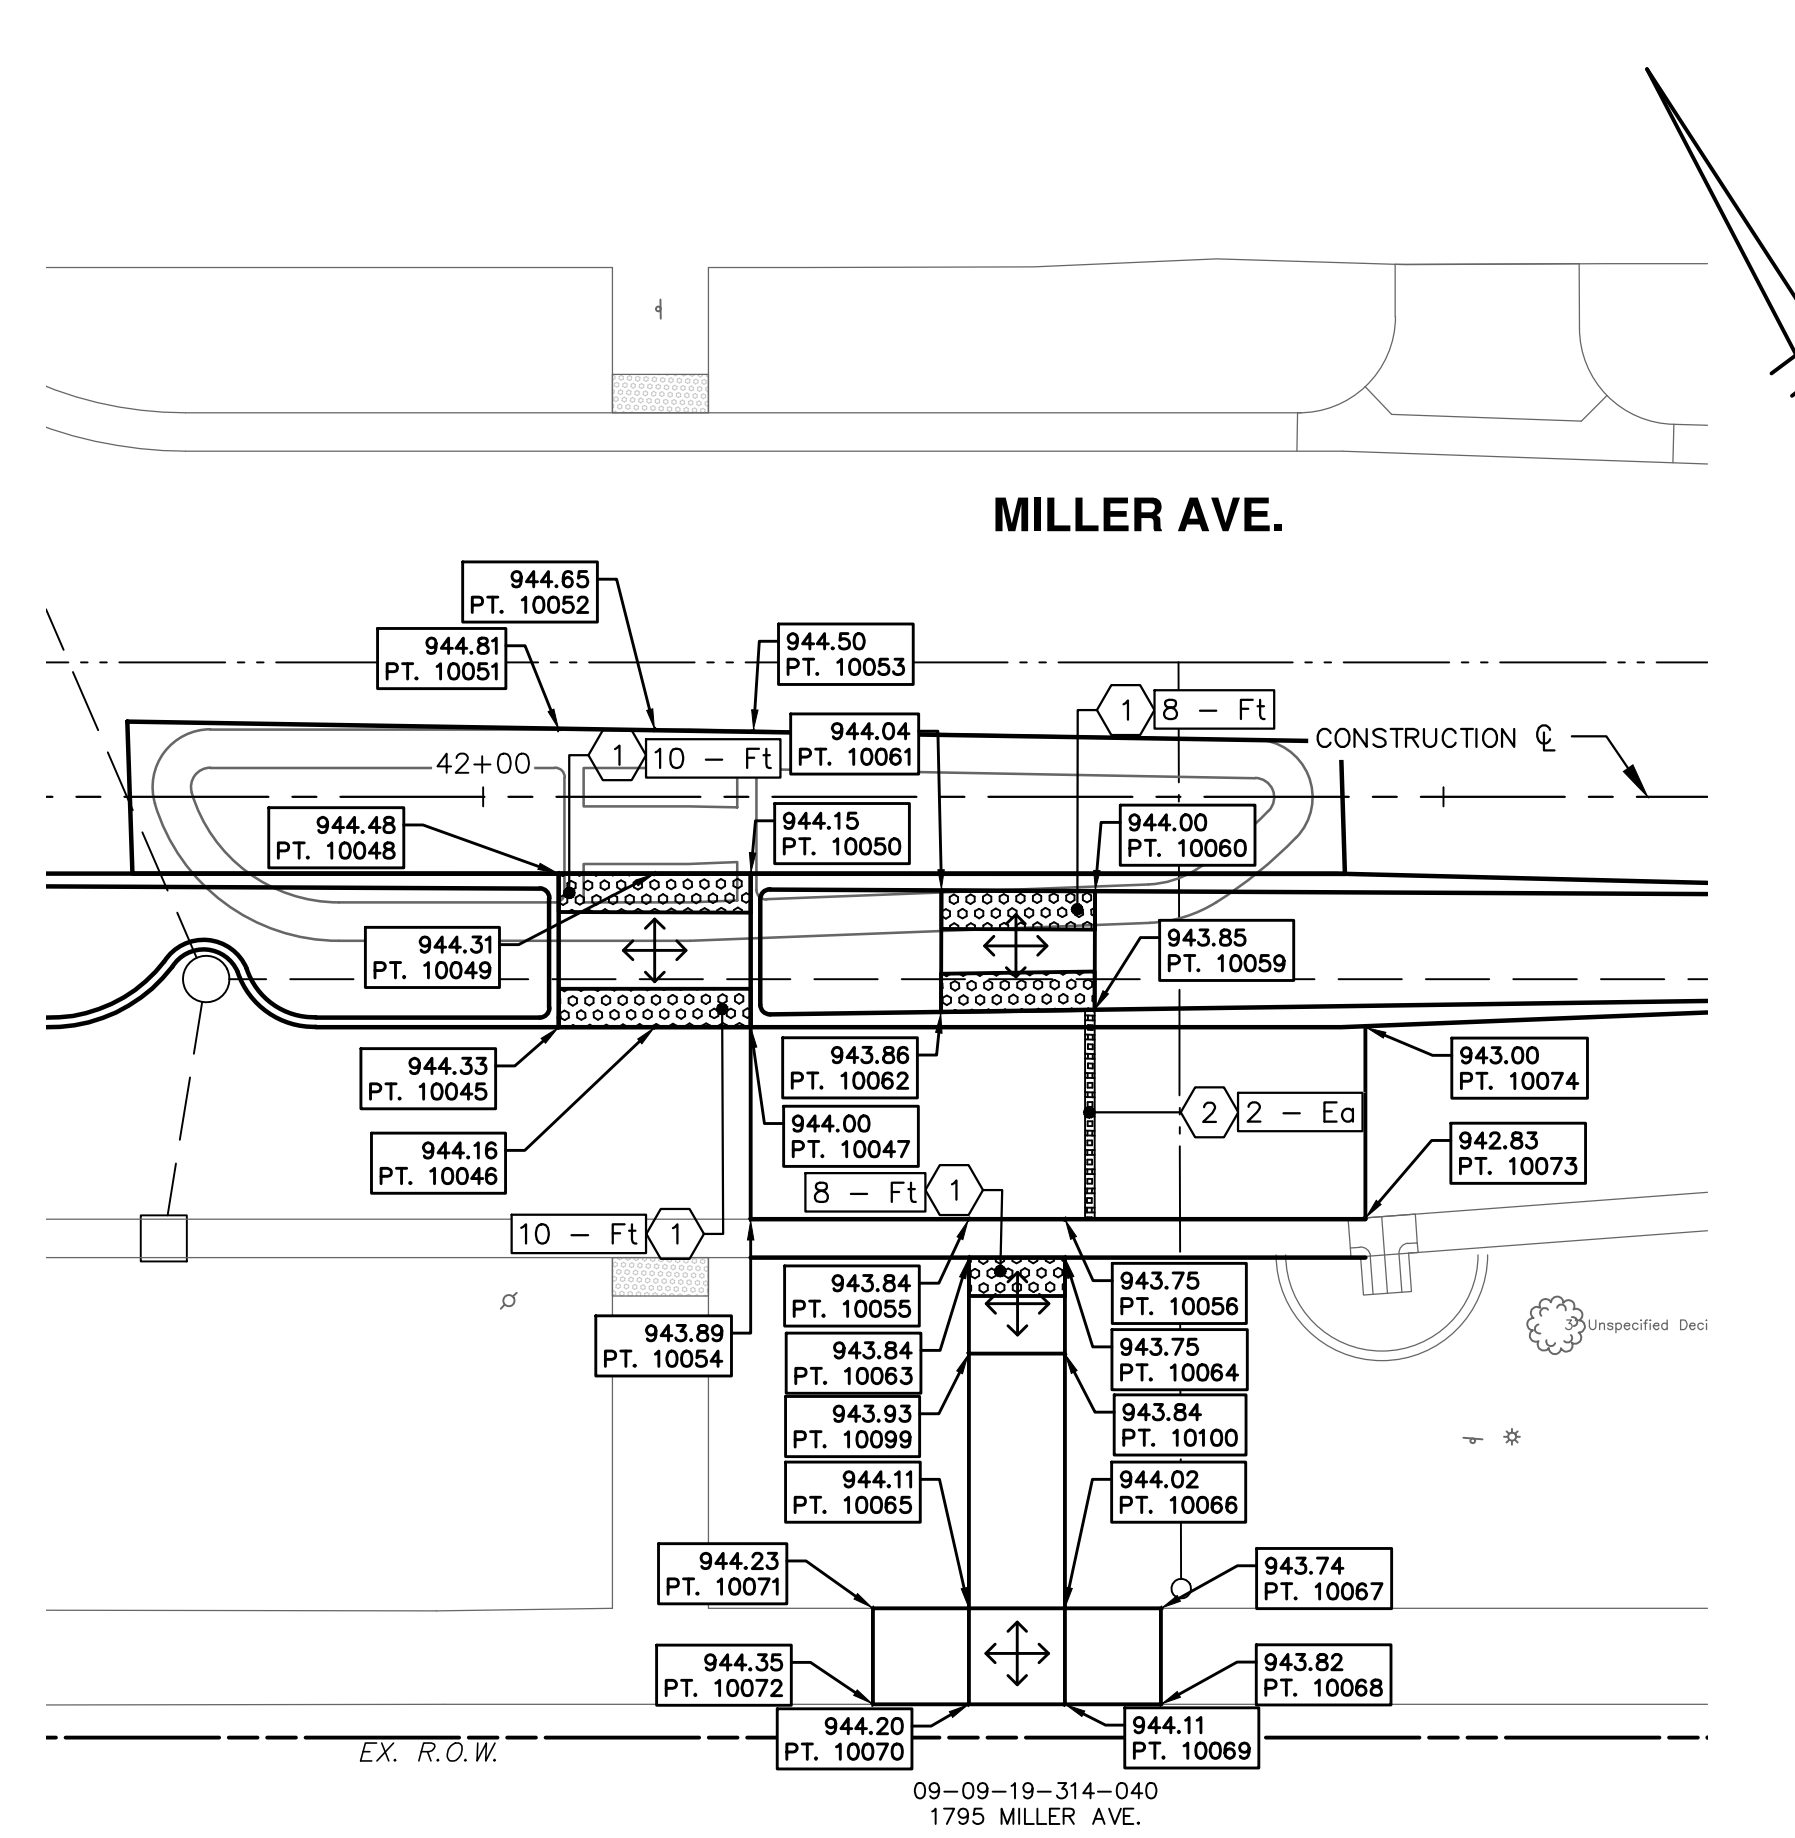 MILLER AVE.
944.65
PT. 10052
944.81
PT. 10051
944.50
PT. 10053
1
8 - Ft
944.04
PT. 10061
CONSTRUCTION ℄
42+00
1
10 - Ft
944.48
PT. 10048
944.15
PT. 10050
944.00
PT. 10060
944.31
PT. 10049
943.85
PT. 10059
944.33
PT. 10045
943.86
PT. 10062
943.00
PT. 10074
944.00
PT. 10047
2
2 - Ea
944.16
PT. 10046
942.83
PT. 10073
8 - Ft
1
10 - Ft
1
943.84
PT. 10055
943.75
PT. 10056
943.89
PT. 10054
3" Unspecified Deci
943.84
PT. 10063
943.75
PT. 10064
943.93
PT. 10099
943.84
PT. 10100
944.11
PT. 10065
944.02
PT. 10066
944.23
PT. 10071
943.74
PT. 10067
944.35
PT. 10072
943.82
PT. 10068
944.20
PT. 10070
944.11
PT. 10069
EX. R.O.W.
09-09-19-314-040
1795 MILLER AVE.